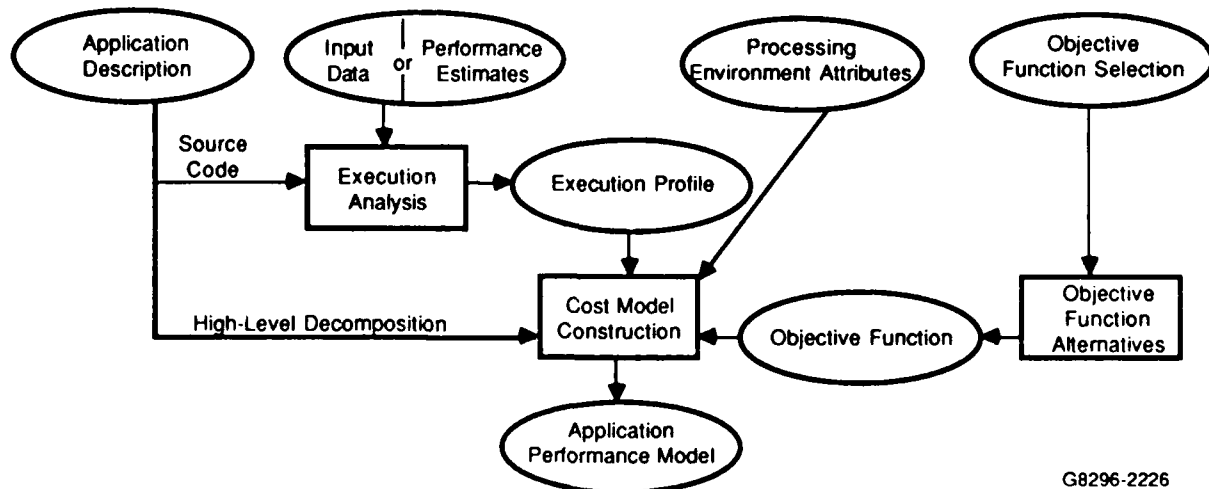 Application
Description
Input
Data
or
Performance
Estimates
Processing
Environment Attributes
Objective
Function Selection
Source
Code
Execution
Analysis
Execution Profile
High-Level Decomposition
Cost Model
Construction
Objective Function
Objective
Function
Alternatives
Application
Performance Model
G8296-2226